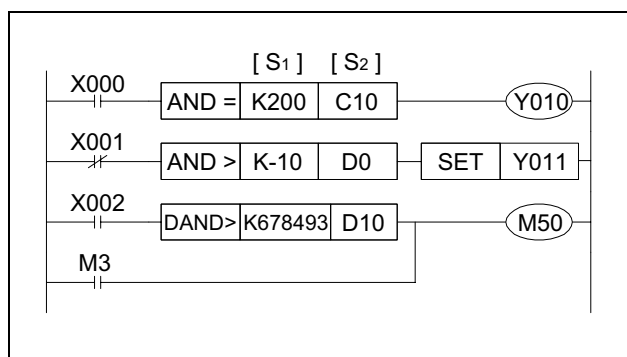 [ S1 ] [ S2 ]
X000
AND = K200 C10 Y010
X001
AND > K-10 D0 SET Y011
X002
DAND> K678493 D10 M50
M3